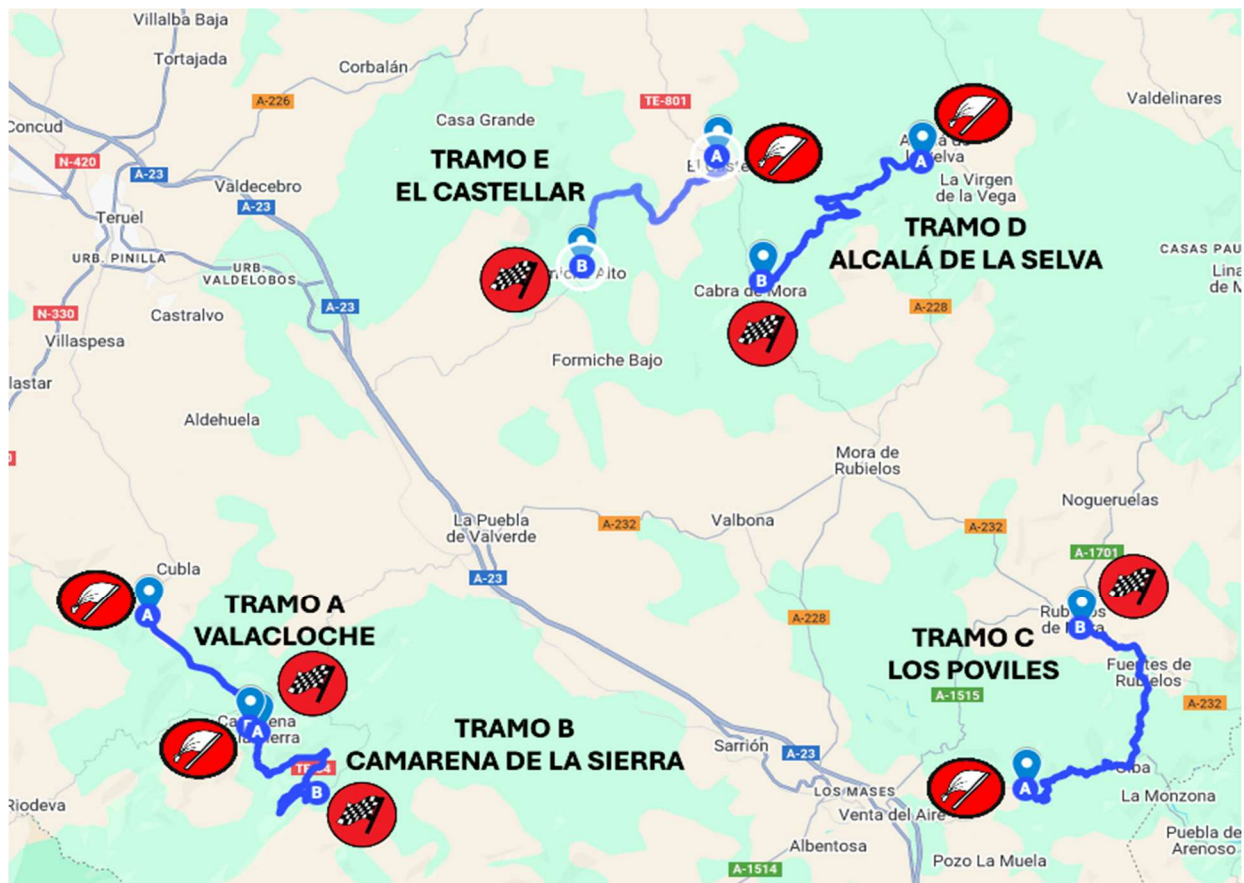 Villalba Baja
Tortajada
Corbalán
A-226
TE-801
Valdelinares
Concud
Casa Grande
N-420
A-23
TRAMO E
EL CASTELLAR
La Virgen
de la Vega
Valdecebro
A-23
Teruel
TRAMO D
ALCALÁ DE LA SELVA
URB. PINILLA
URB.
VALDELOBOS
CASAS PAU
Lina
de M
Cabra de Mora
N-330
Castralvo
A-23
A-228
Villaspesa
Formiche Bajo
lastar
Aldehuela
Mora de
Rubielos
Nogueruelas
La Puebla
de Valverde
A-232
Valbona
A-232
A-1701
Cubla
A-23
TRAMO A
VALACLOCHE
A-228
TRAMO C
LOS POVILES
Fuentes de
Rubielos
A-1515
A-232
TRAMO B
CAMARENA DE LA SIERRA
Sarrión
A-23
Riodeva
LOS MASES
Venta del Aire
La Monzona
Albentosa
Puebla de
Arenoso
A-1514
Pozo La Muela
A
B
A
B
A
B
A
B
A
B